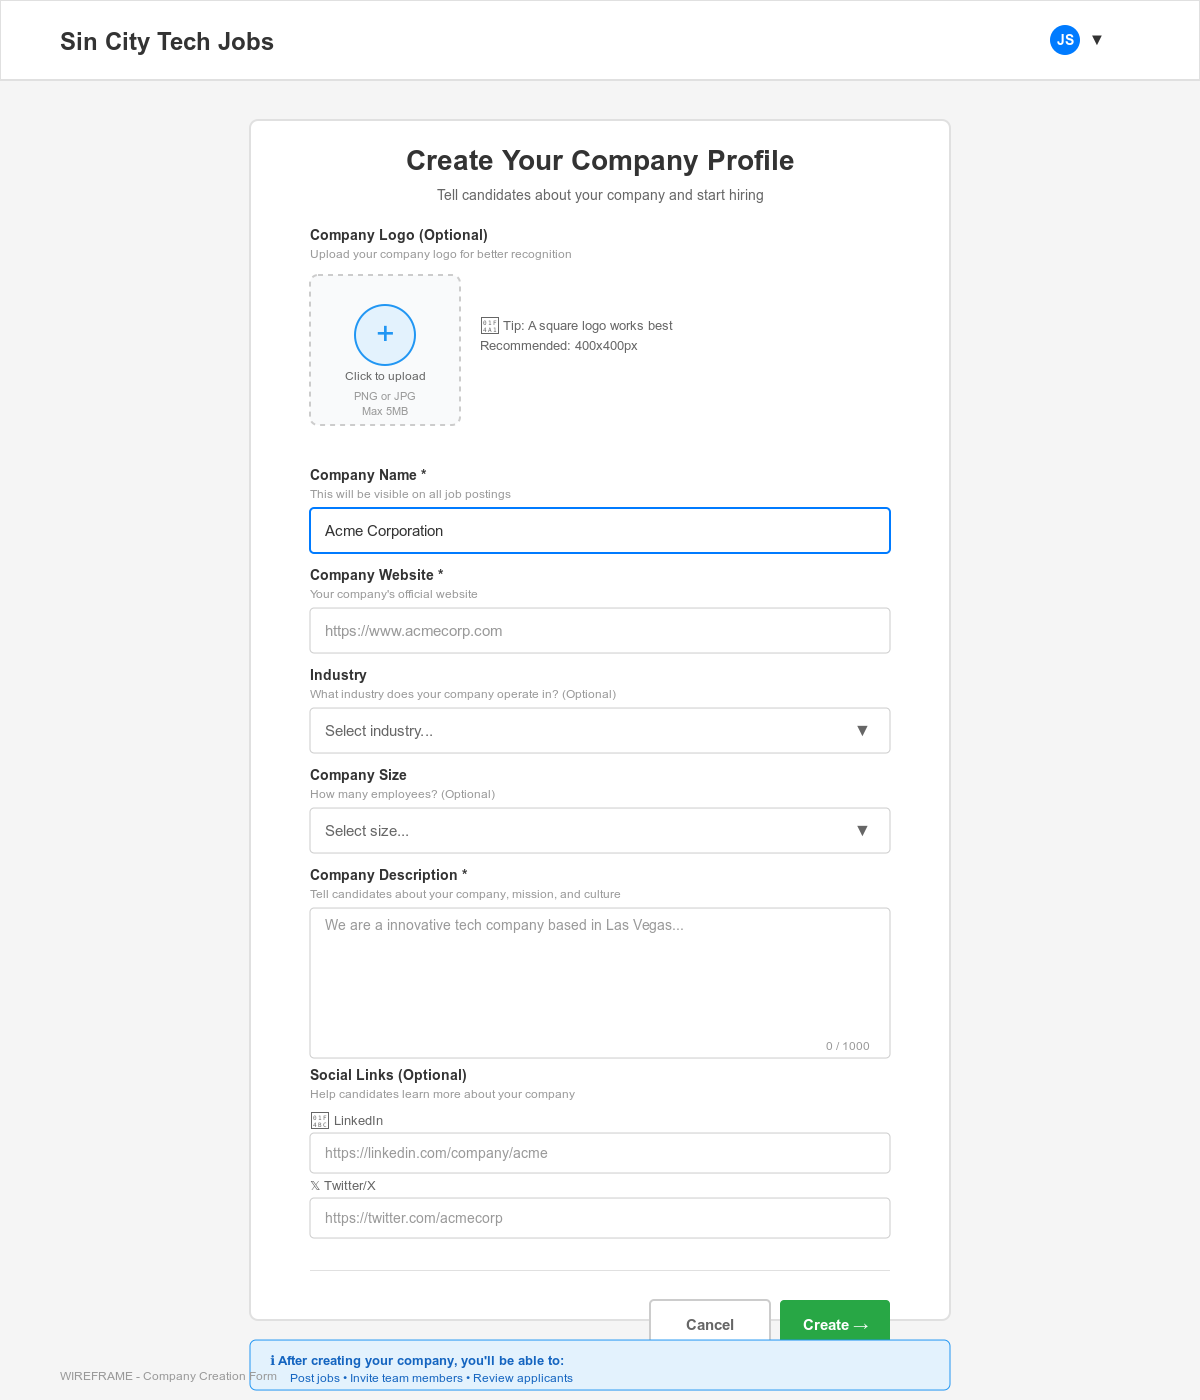 Sin City Tech Jobs
JS ▼
Create Your Company Profile
Tell candidates about your company and start hiring
Company Logo (Optional)
Upload your company logo for better recognition
+
Click to upload
PNG or JPG
Max 5MB
Tip: A square logo works best
Recommended: 400x400px
Company Name *
This will be visible on all job postings
Acme Corporation
Company Website *
Your company's official website
https://www.acmecorp.com
Industry
What industry does your company operate in? (Optional)
Select industry... ▼
Company Size
How many employees? (Optional)
Select size... ▼
Company Description *
Tell candidates about your company, mission, and culture
We are a innovative tech company based in Las Vegas...
0 / 1000
Social Links (Optional)
Help candidates learn more about your company
LinkedIn
https://linkedin.com/company/acme
𝕏 Twitter/X
https://twitter.com/acmecorp
Cancel
Create →
ℹ After creating your company, you'll be able to:
Post jobs • Invite team members • Review applicants
WIREFRAME - Company Creation Form